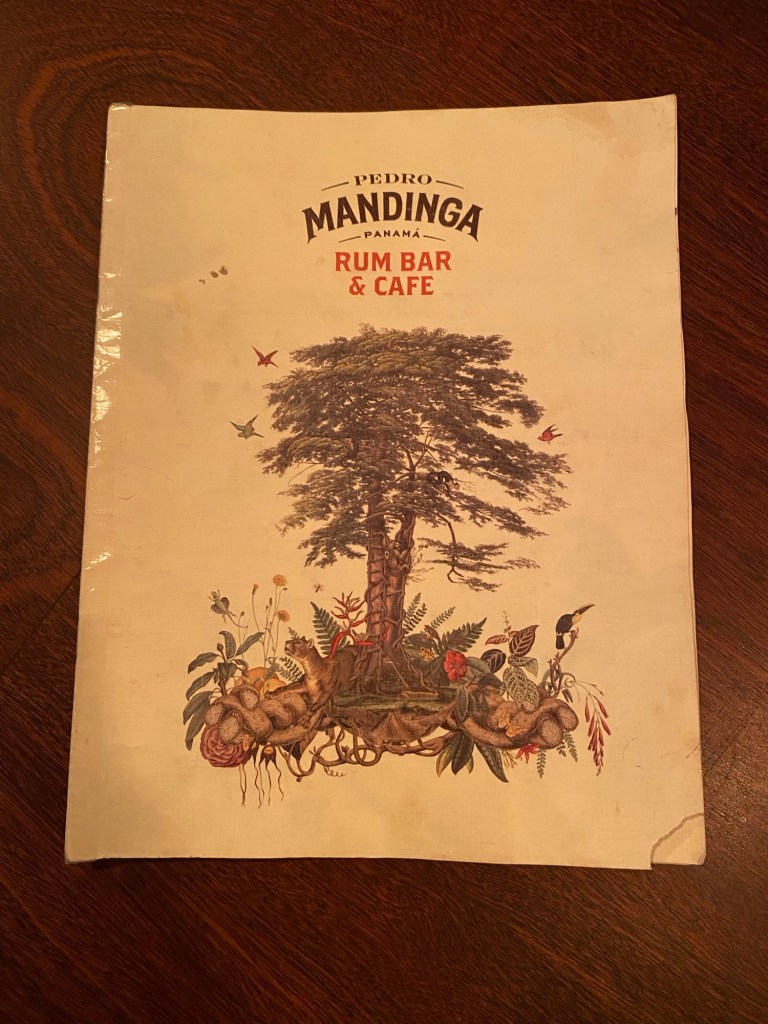 PEDRO
MANDINGA
PANAMÁ
RUM BAR
& CAFE